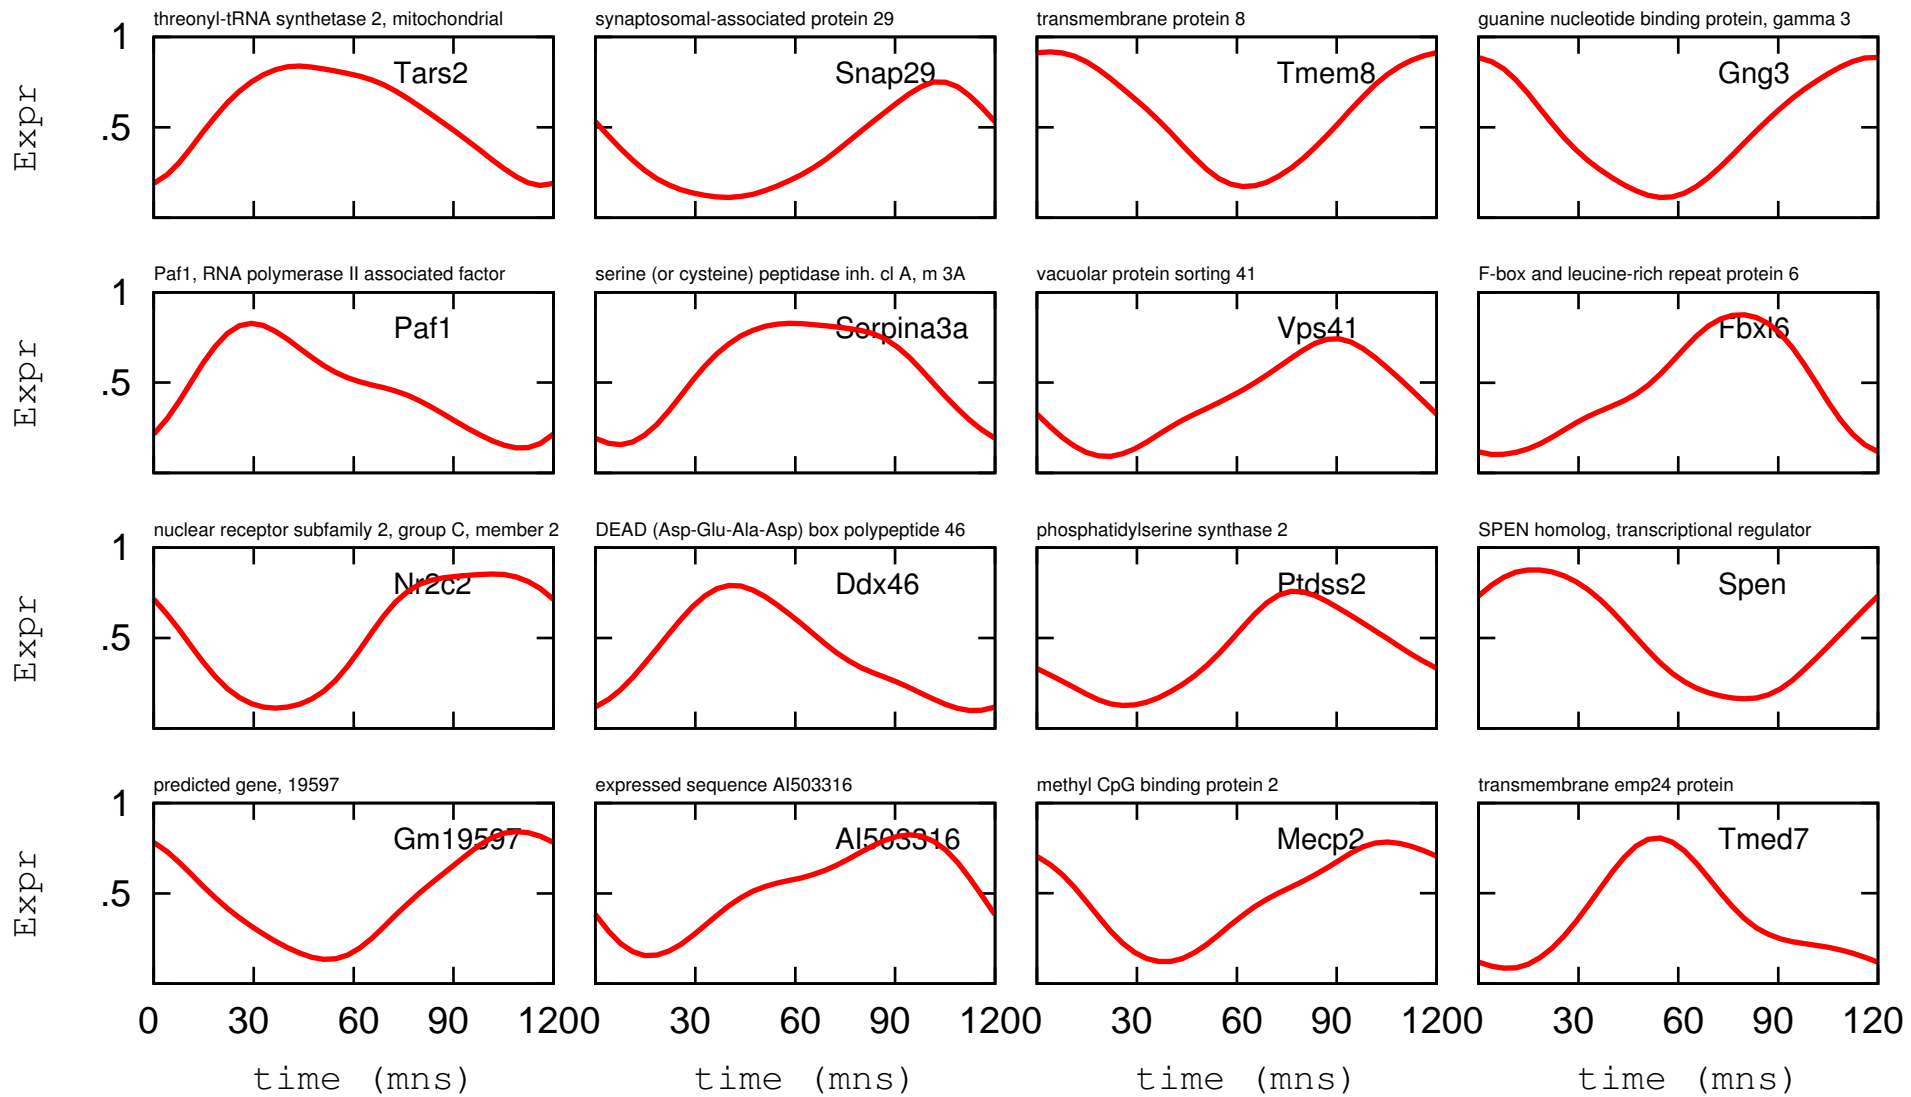 threonyl-tRNA synthetase 2, mitochondrial
synaptosomal-associated protein 29
transmembrane protein 8
guanine nucleotide binding protein, gamma 3
1
.5
Expr
Tars2
Snap29
Tmem8
Gng3
Paf1, RNA polymerase II associated factor
serine (or cysteine) peptidase inh. cl A, m 3A
vacuolar protein sorting 41
F-box and leucine-rich repeat protein 6
1
.5
Expr
Paf1
Serpina3a
Vps41
Fbxl6
nuclear receptor subfamily 2, group C, member 2
DEAD (Asp-Glu-Ala-Asp) box polypeptide 46
phosphatidylserine synthase 2
SPEN homolog, transcriptional regulator
1
.5
Expr
Nr2c2
Ddx46
Ptdss2
Spen
predicted gene, 19597
expressed sequence AI503316
methyl CpG binding protein 2
transmembrane emp24 protein
1
.5
Expr
Gm19597
AI503316
Mecp2
Tmed7
0 30 60 90 120
0 30 60 90 120
0 30 60 90 120
0 30 60 90 120
time (mns)
time (mns)
time (mns)
time (mns)